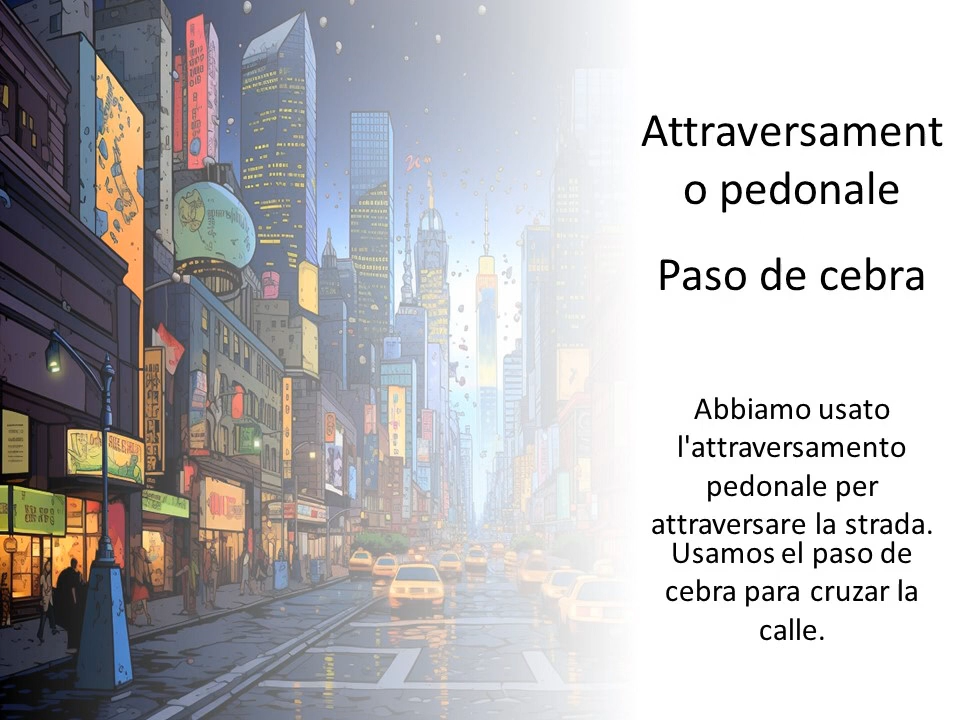 Attraversament
o pedonale
Paso de cebra
Abbiamo usato
l'attraversamento
pedonale per
attraversare la strada.
Usamos el paso de
cebra para cruzar la
calle.